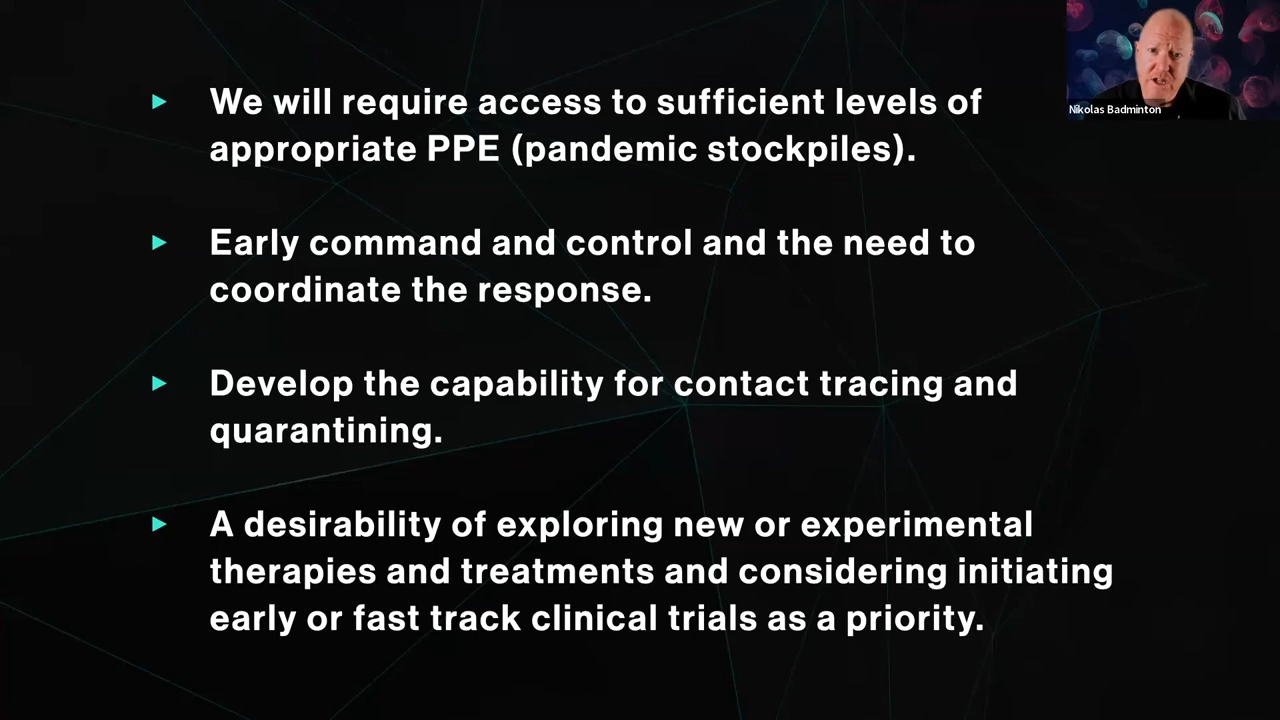 We will require access to sufficient levels of
appropriate PPE (pandemic stockpiles).
Early command and control and the need to
coordinate the response.
Develop the capability for contact tracing and
quarantining.
A desirability of exploring new or experimental
therapies and treatments and considering initiating
early or fast track clinical trials as a priority.
Nikolas Badminton